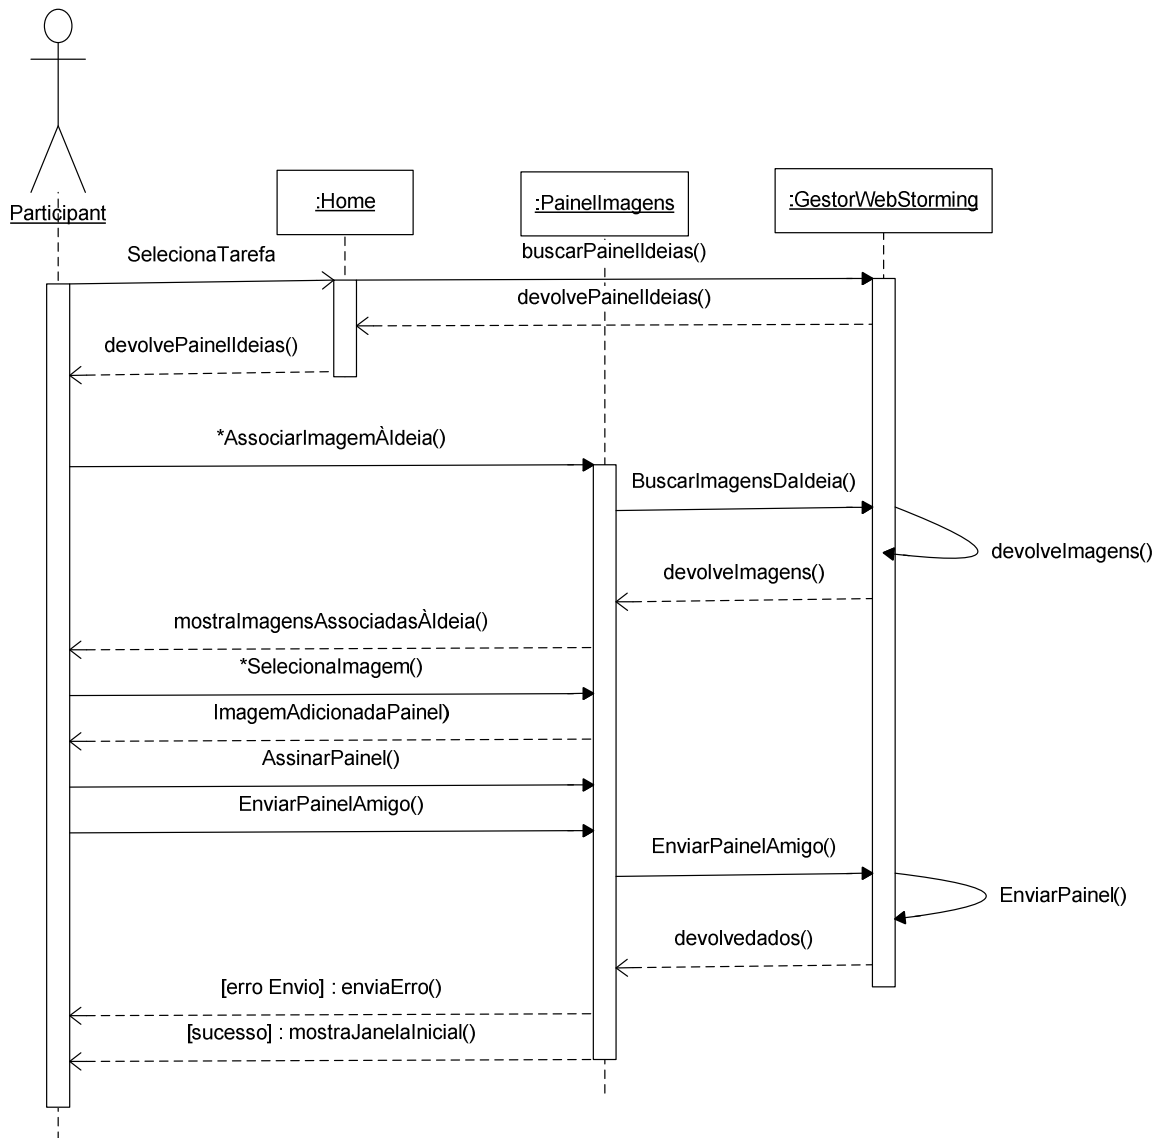 :Home
:PainelImagens
:GestorWebStorming
Participant
SelecionaTarefa
buscarPainelIdeias()
devolvePainelIdeias()
devolvePainelIdeias()
*AssociarImagemÀIdeia()
BuscarImagensDaIdeia()
devolveImagens()
devolveImagens()
mostraImagensAssociadasÀIdeia()
*SelecionaImagem()
ImagemAdicionadaPainel)
AssinarPainel()
EnviarPainelAmigo()
EnviarPainelAmigo()
EnviarPainel()
devolvedados()
[erro Envio] : enviaErro()
[sucesso] : mostraJanelaInicial()